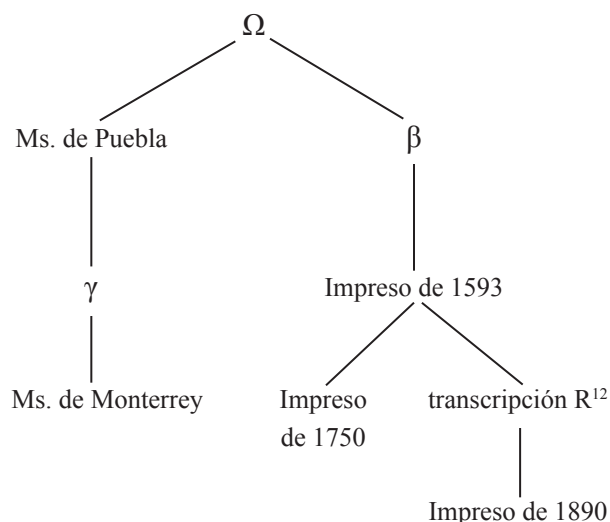 Ω
Ms. de Puebla
β
γ
Impreso de 1593
Ms. de Monterrey
Impreso
de 1750
transcripción R¹²
Impreso de 1890